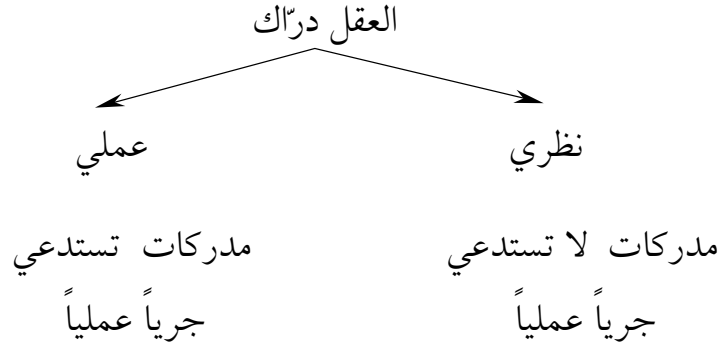 العقل درّاك
نظري
عملي
مدركات لا تستدعي
جرياً عملياً
مدركات تستدعي
جرياً عملياً